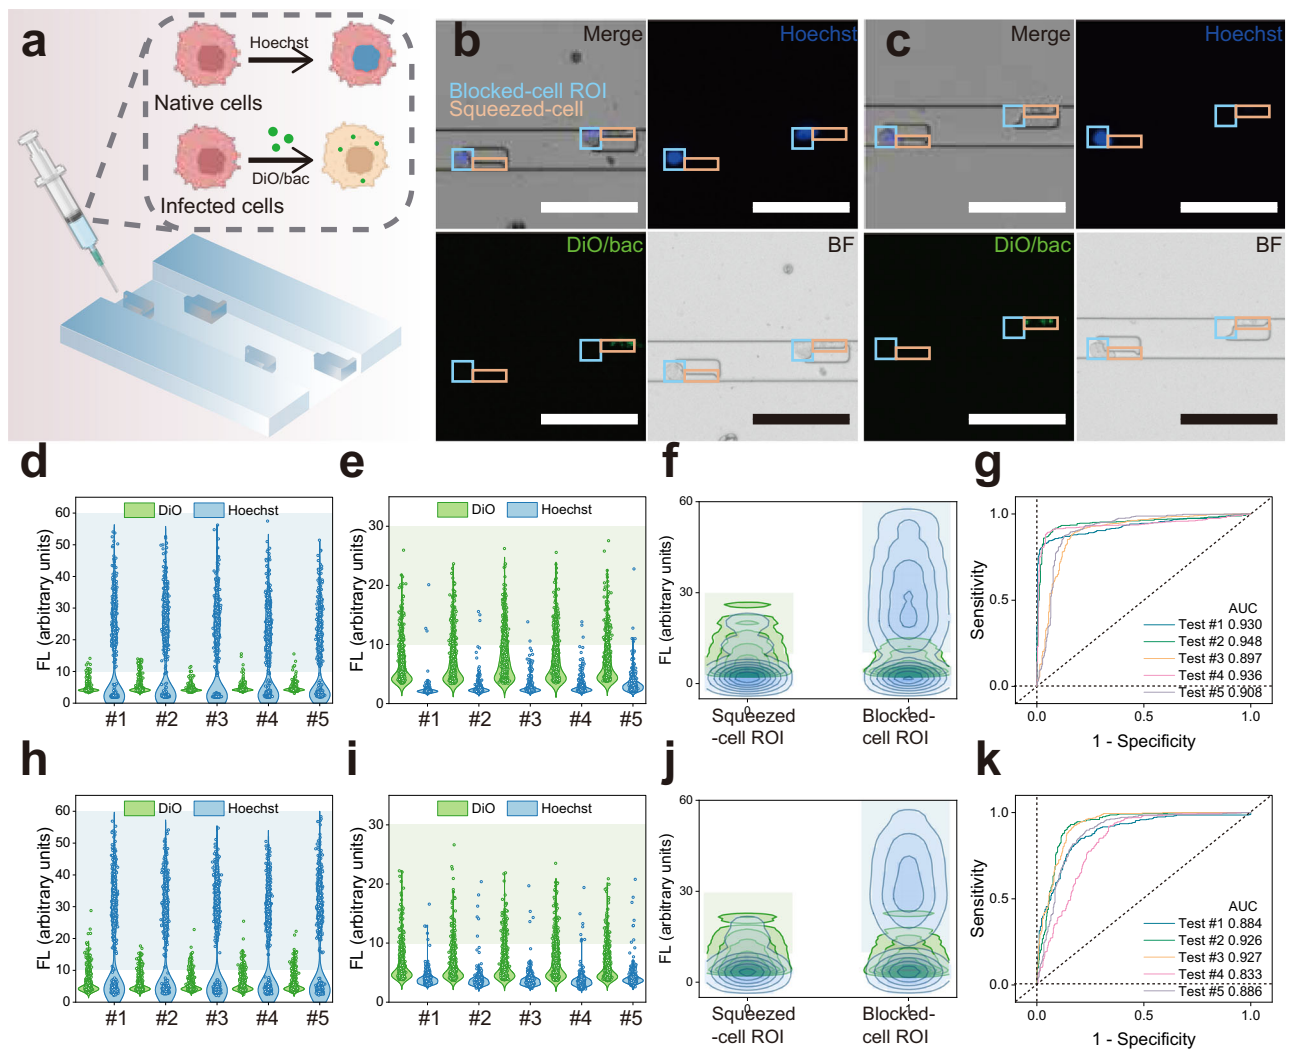 a
Hoechst
Native cells
DiO/bac
Infected cells
b
Merge
Hoechst
Blocked-cell ROI
Squeezed-cell
DiO/bac
BF
c
Merge
Hoechst
DiO/bac
BF
d
FL (arbitrary units)
DiO
Hoechst
60
50
40
30
20
10
0
#1 #2 #3 #4 #5
e
FL (arbitrary units)
DiO
Hoechst
30
20
10
0
#1 #2 #3 #4 #5
f
FL (arbitrary units)
60
30
0
Squeezed
-cell ROI
Blocked-
cell ROI
g
Sensitivity
1.0
0.5
0.0
AUC
Test #1 0.930
Test #2 0.948
Test #3 0.897
Test #4 0.936
Test #5 0.908
0.0 0.5 1.0
1 - Specificity
h
FL (arbitrary units)
DiO
Hoechst
60
50
40
30
20
10
0
#1 #2 #3 #4 #5
i
FL (arbitrary units)
DiO
Hoechst
30
20
10
0
#1 #2 #3 #4 #5
j
FL (arbitrary units)
60
30
0
Squeezed
-cell ROI
Blocked-
cell ROI
k
Sensitivity
1.0
0.5
0.0
AUC
Test #1 0.884
Test #2 0.926
Test #3 0.927
Test #4 0.833
Test #5 0.886
0.0 0.5 1.0
1 - Specificity